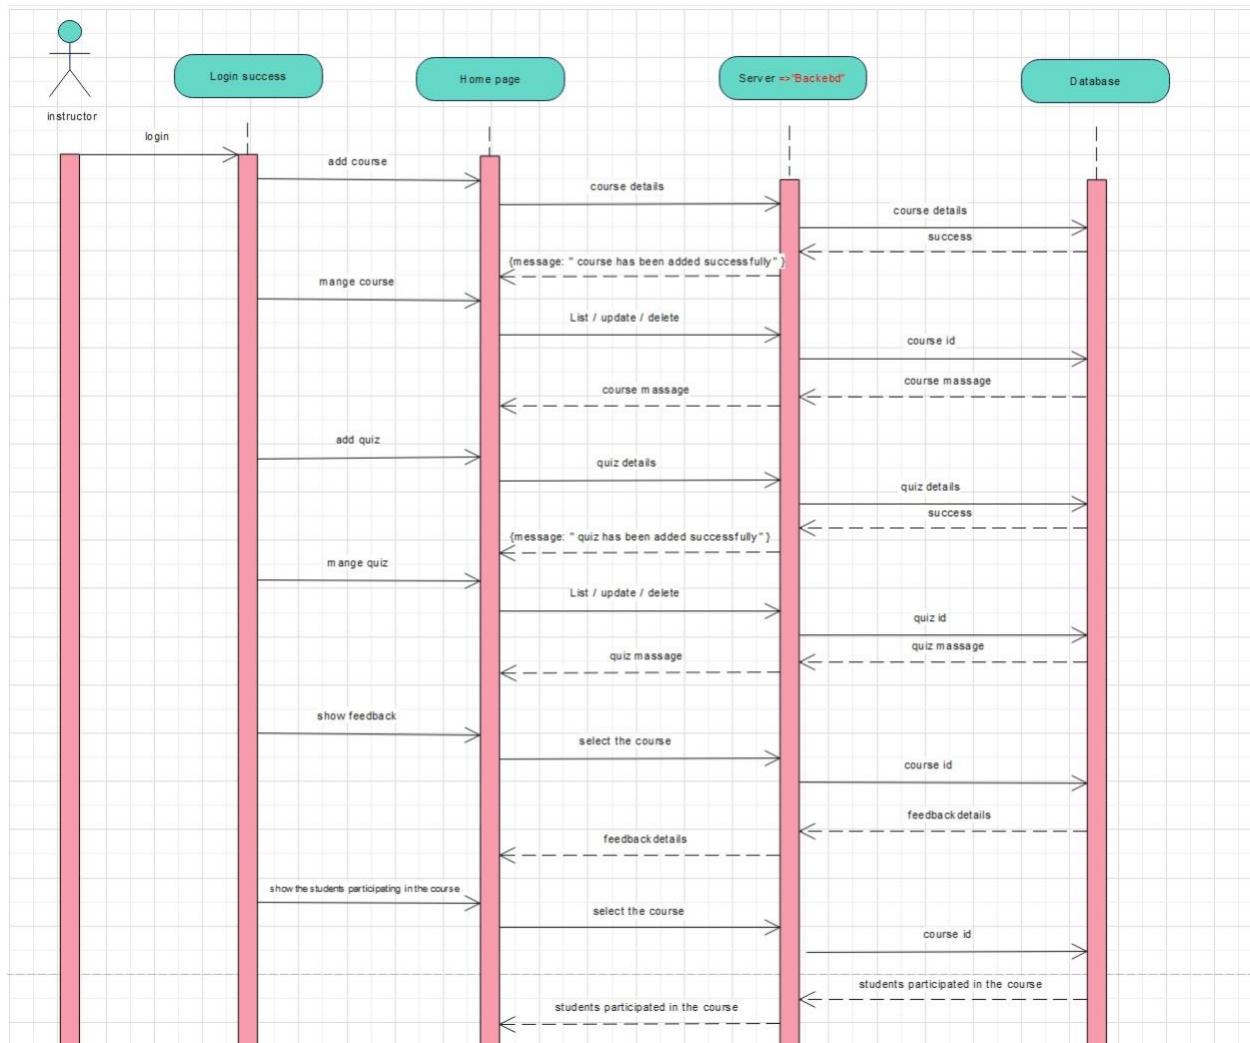 Login success
Home page
Server =>"Backebd"
Database
instructor
login
add course
course details
course details
success
{message: " course has been added successfully" }
mange course
List / update / delete
course id
course massage
course massage
add quiz
quiz details
quiz details
success
{message: " quiz has been added successfully" }
mange quiz
List / update / delete
quiz id
quiz massage
quiz massage
show feedback
select the course
course id
feedback details
feedback details
show the students participating in the course
select the course
course id
students participated in the course
students participated in the course